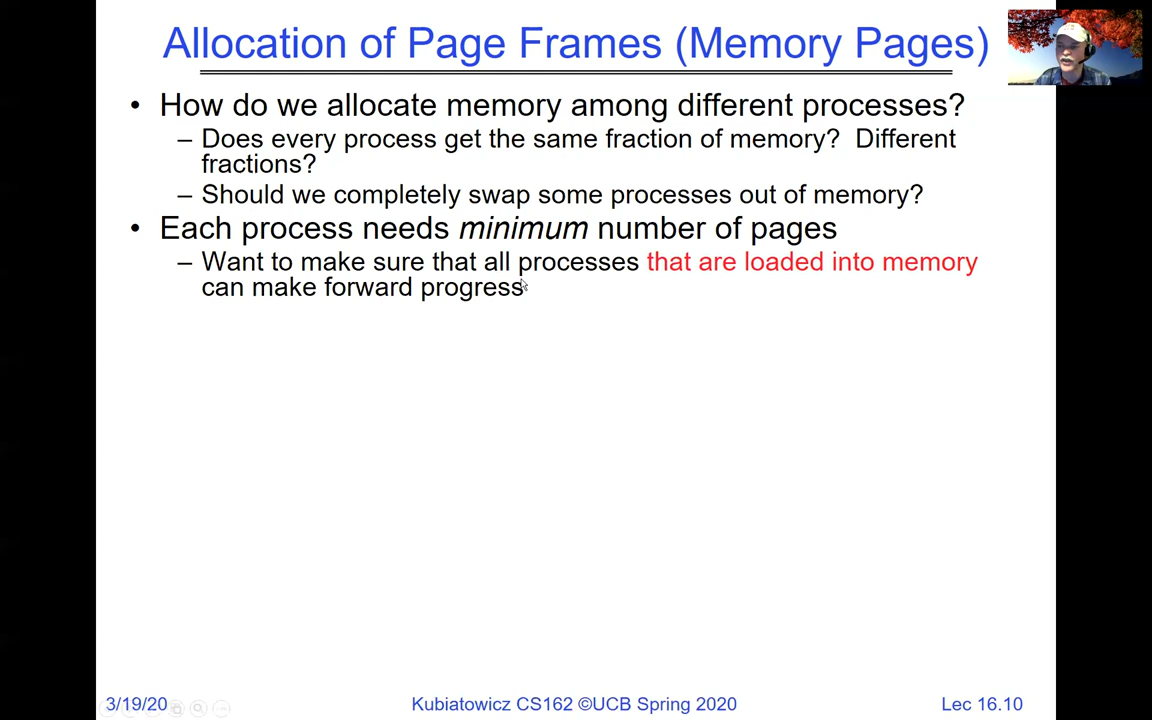 Allocation of Page Frames (Memory Pages)
• How do we allocate memory among different processes?
– Does every process get the same fraction of memory? Different
fractions?
– Should we completely swap some processes out of memory?
• Each process needs minimum number of pages
– Want to make sure that all processes that are loaded into memory
can make forward progress
3/19/20
Kubiatowicz CS162 ©UCB Spring 2020
Lec 16.10